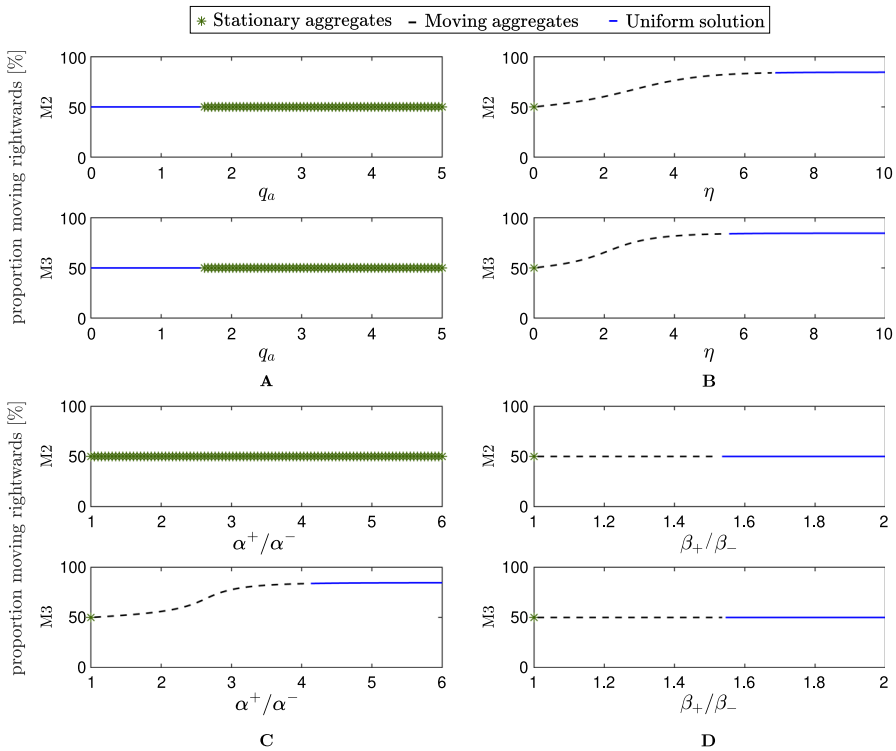 Stationary aggregates Moving aggregates Uniform solution
proportion moving rightwards [%]
M2
100
50
0
0 1 2 3 4 5
q_a
M2
100
50
0
0 2 4 6 8 10
η
M3
100
50
0
0 1 2 3 4 5
q_a
M3
100
50
0
0 2 4 6 8 10
η
A
B
proportion moving rightwards [%]
M2
100
50
0
1 2 3 4 5 6
α⁺/α⁻
M2
100
50
0
1 1.2 1.4 1.6 1.8 2
β₊/β₋
M3
100
50
0
1 2 3 4 5 6
α⁺/α⁻
M3
100
50
0
1 1.2 1.4 1.6 1.8 2
β₊/β₋
C
D